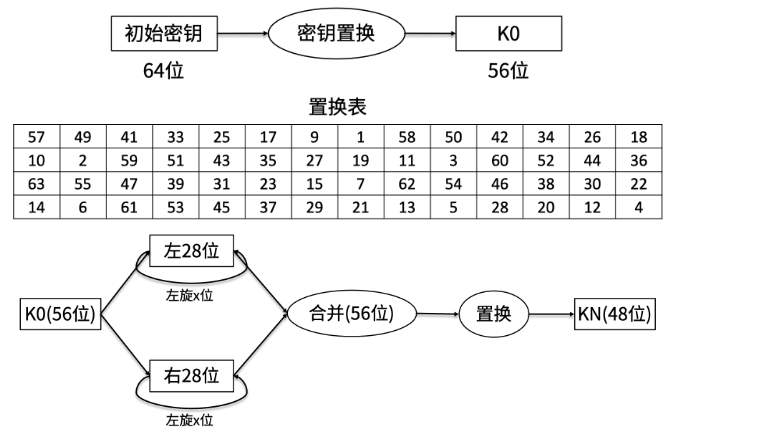 初始密钥 密钥置换 K0
64位 56位
置换表
57 49 41 33 25 17 9 1 58 50 42 34 26 18
10 2 59 51 43 35 27 19 11 3 60 52 44 36
63 55 47 39 31 23 15 7 62 54 46 38 30 22
14 6 61 53 45 37 29 21 13 5 28 20 12 4
左28位
左旋x位
K0(56位) 合并(56位) 置换 KN(48位)
右28位
左旋x位